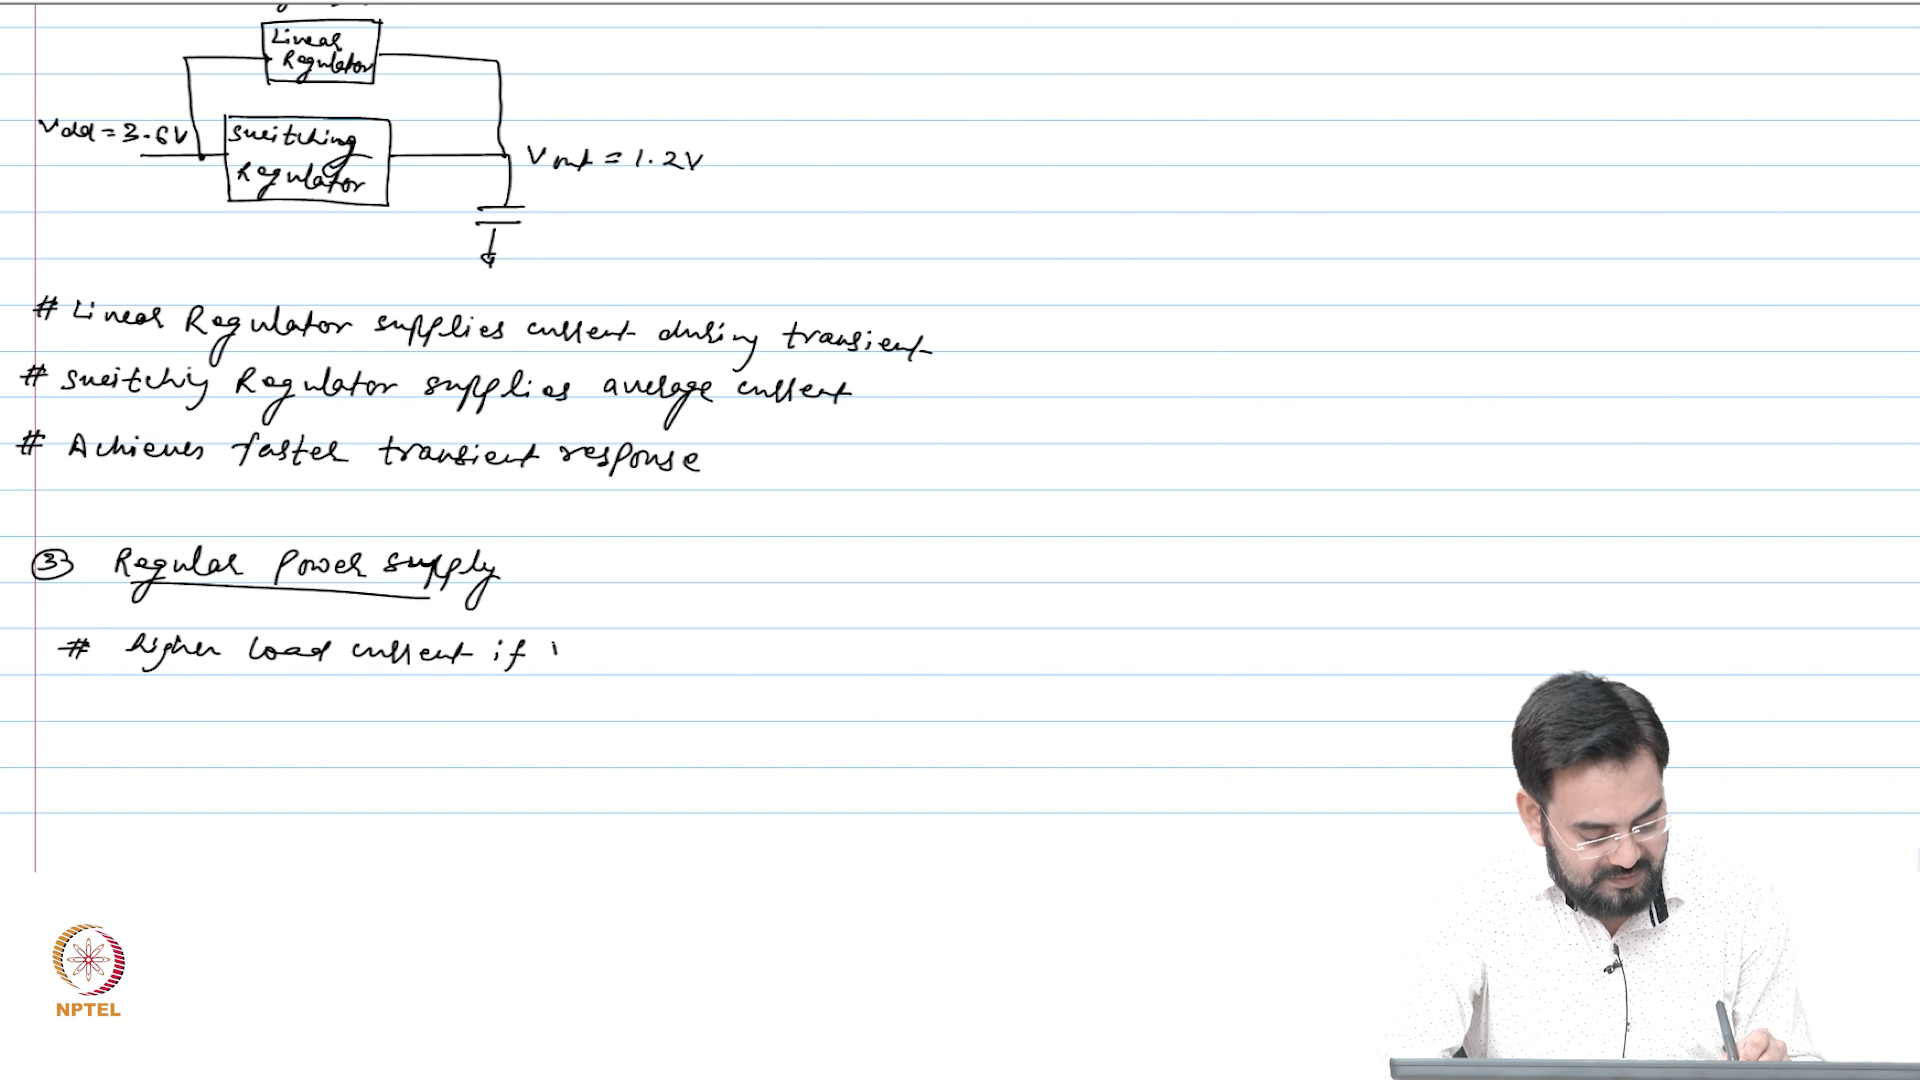 Linear
Regulator
Vdd = 3.6V
Switching
Regulator
Vout = 1.2V
# Linear Regulator supplies current during transient
# Switching Regulator supplies average current
# Achieves faster transient response
③ Regular Power supply
# higher load current if
NPTEL